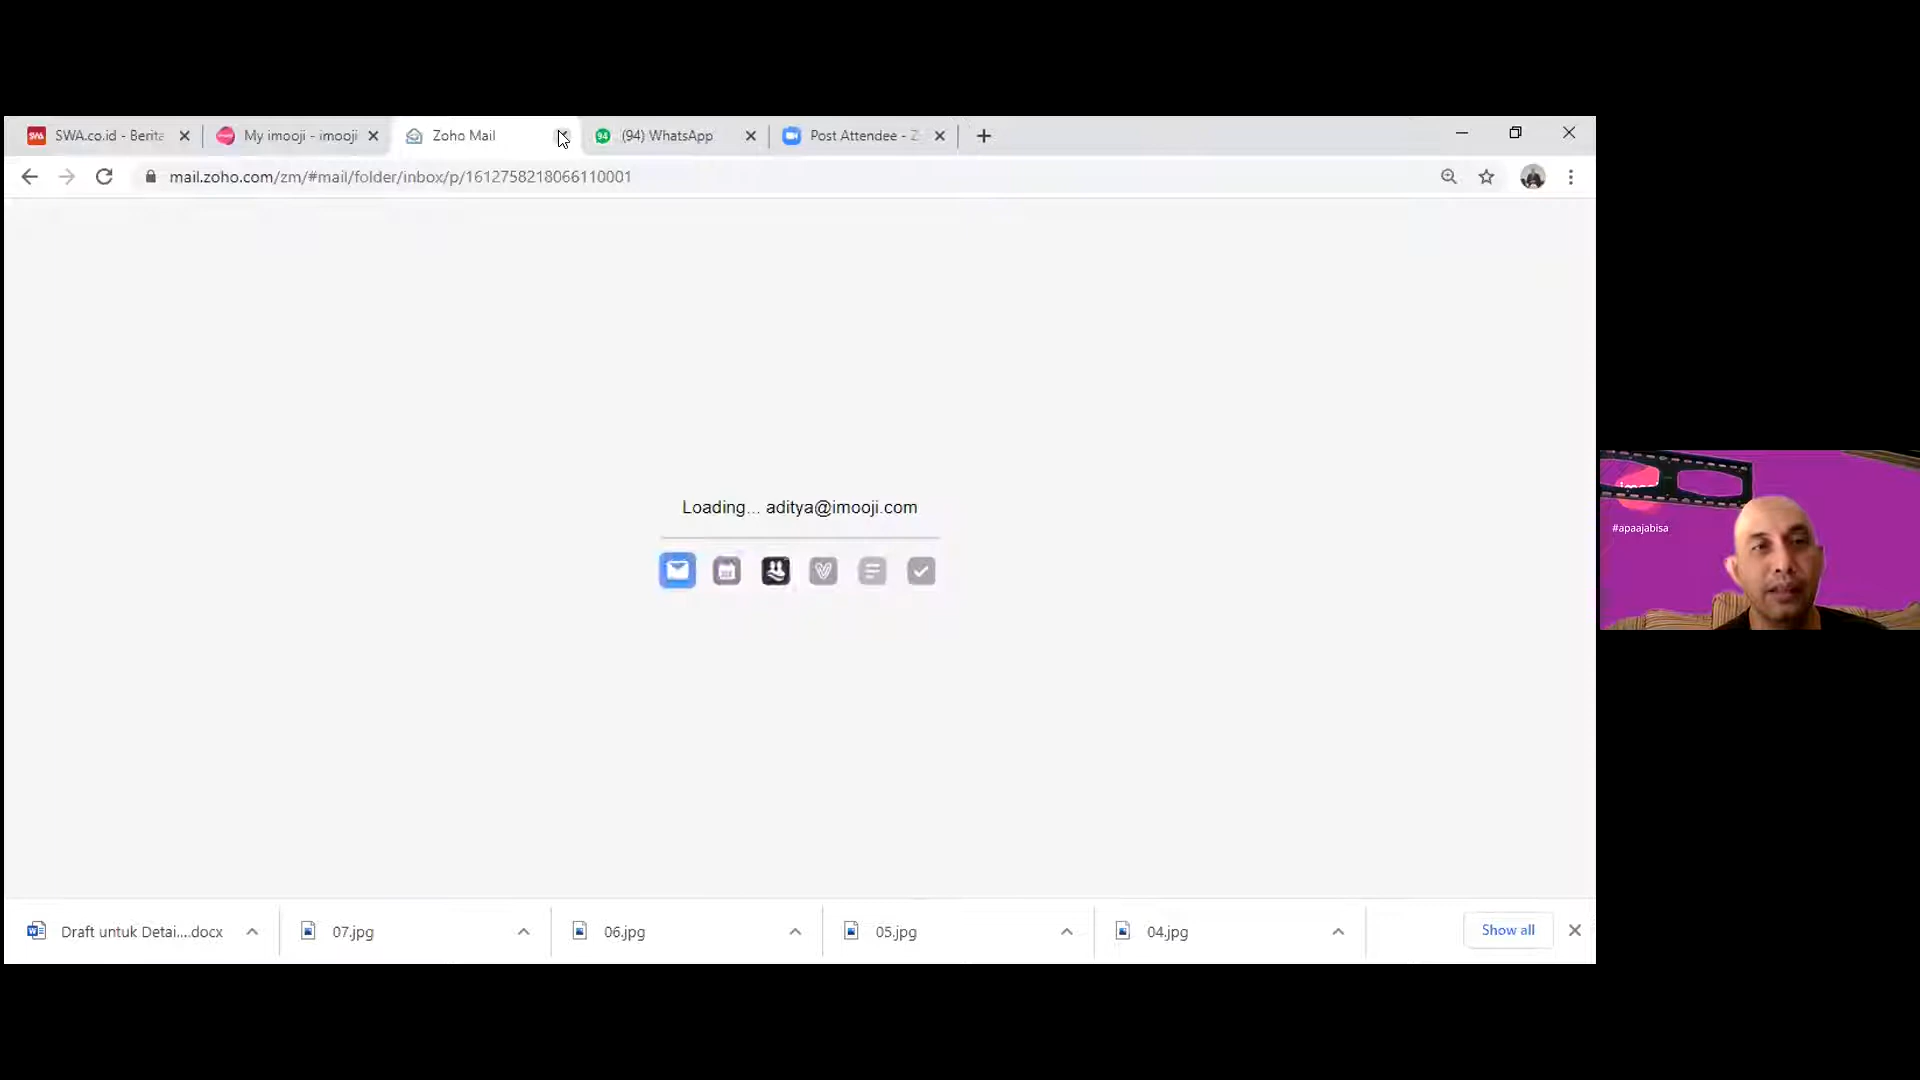 SWA.co.id - Berita
My imooji - imooji
Zoho Mail
(94) WhatsApp
Post Attendee - Z
mail.zoho.com/zm/#mail/folder/inbox/p/1612758218066110001
Loading... aditya@imooji.com
#apaajabisa
Draft untuk Detai....docx
07.jpg
06.jpg
05.jpg
04.jpg
Show all